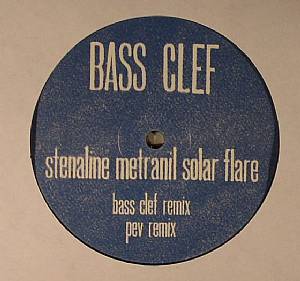 BASS CLEF
stenaline metranil solar flare
bass clef remix
pev remix